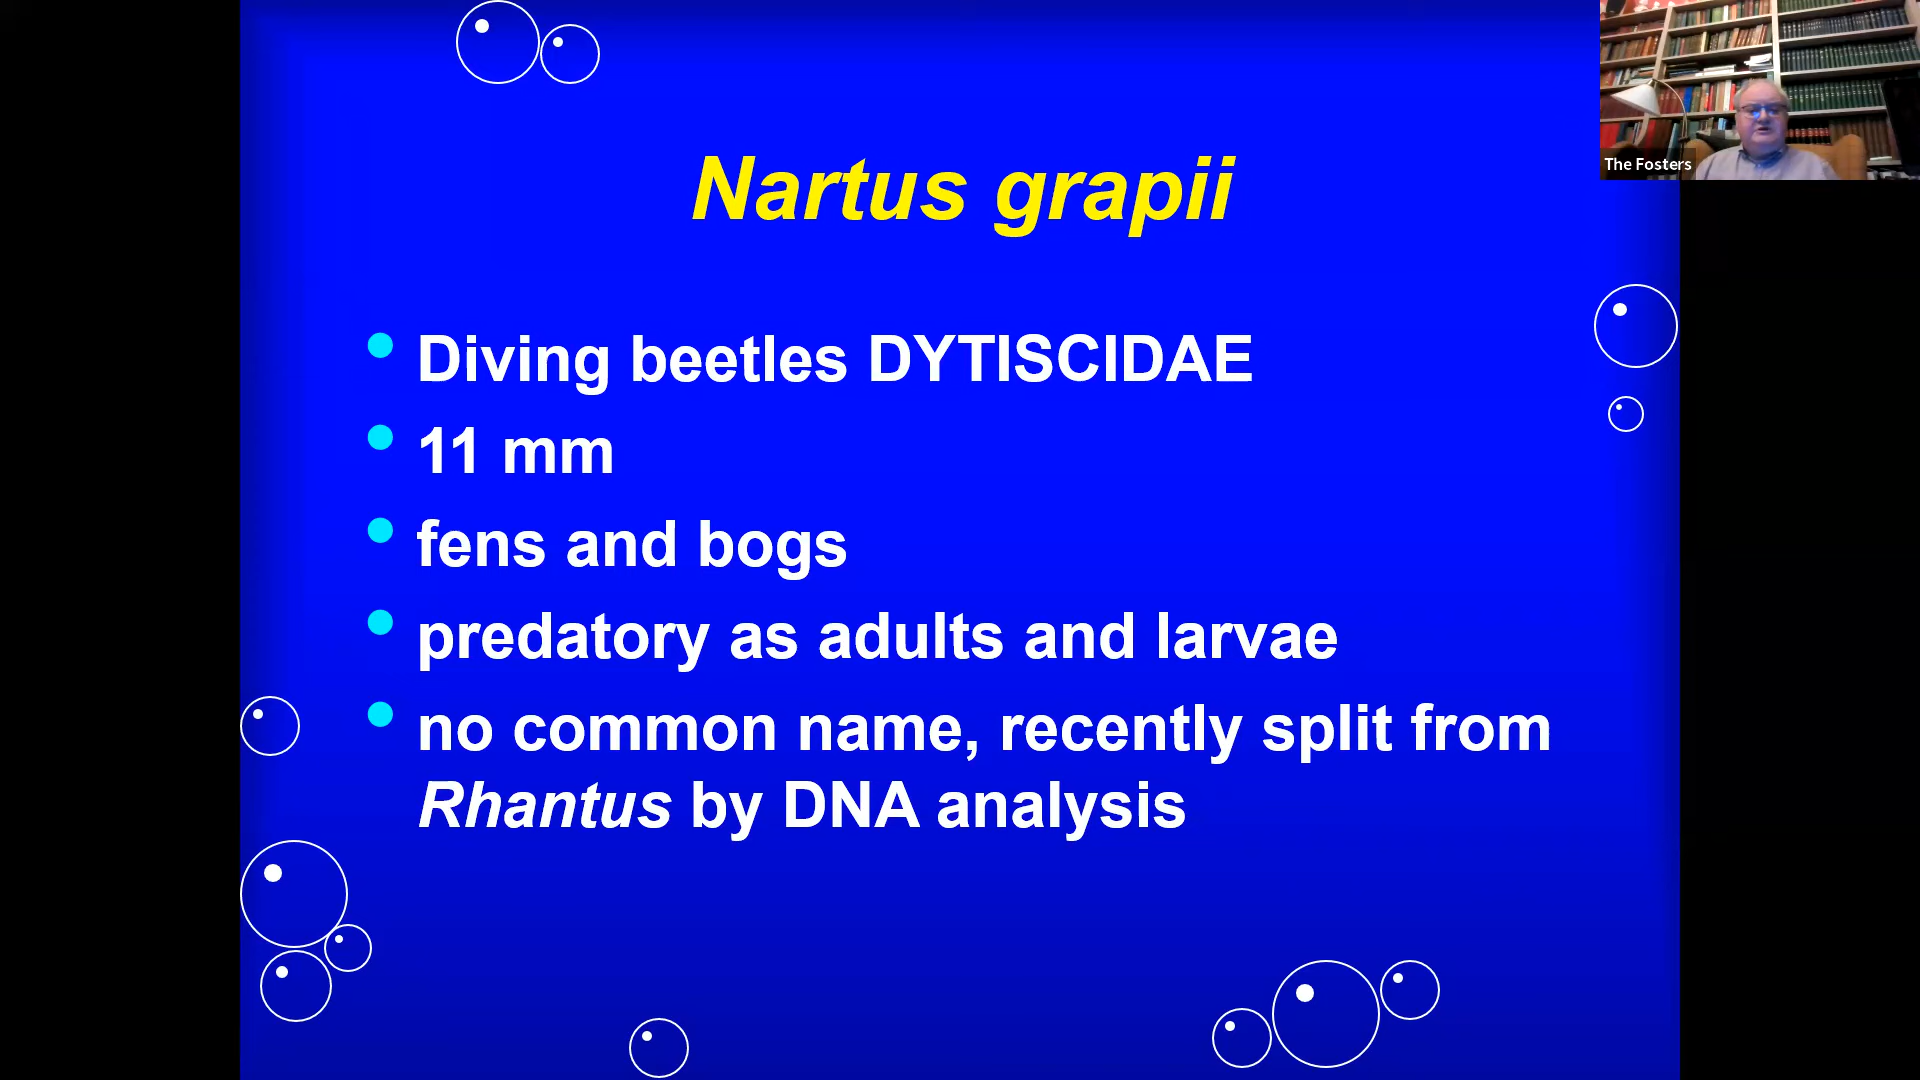 Nartus grapii
The Fosters
Diving beetles DYTISCIDAE
11 mm
fens and bogs
predatory as adults and larvae
no common name, recently split from
Rhantus by DNA analysis